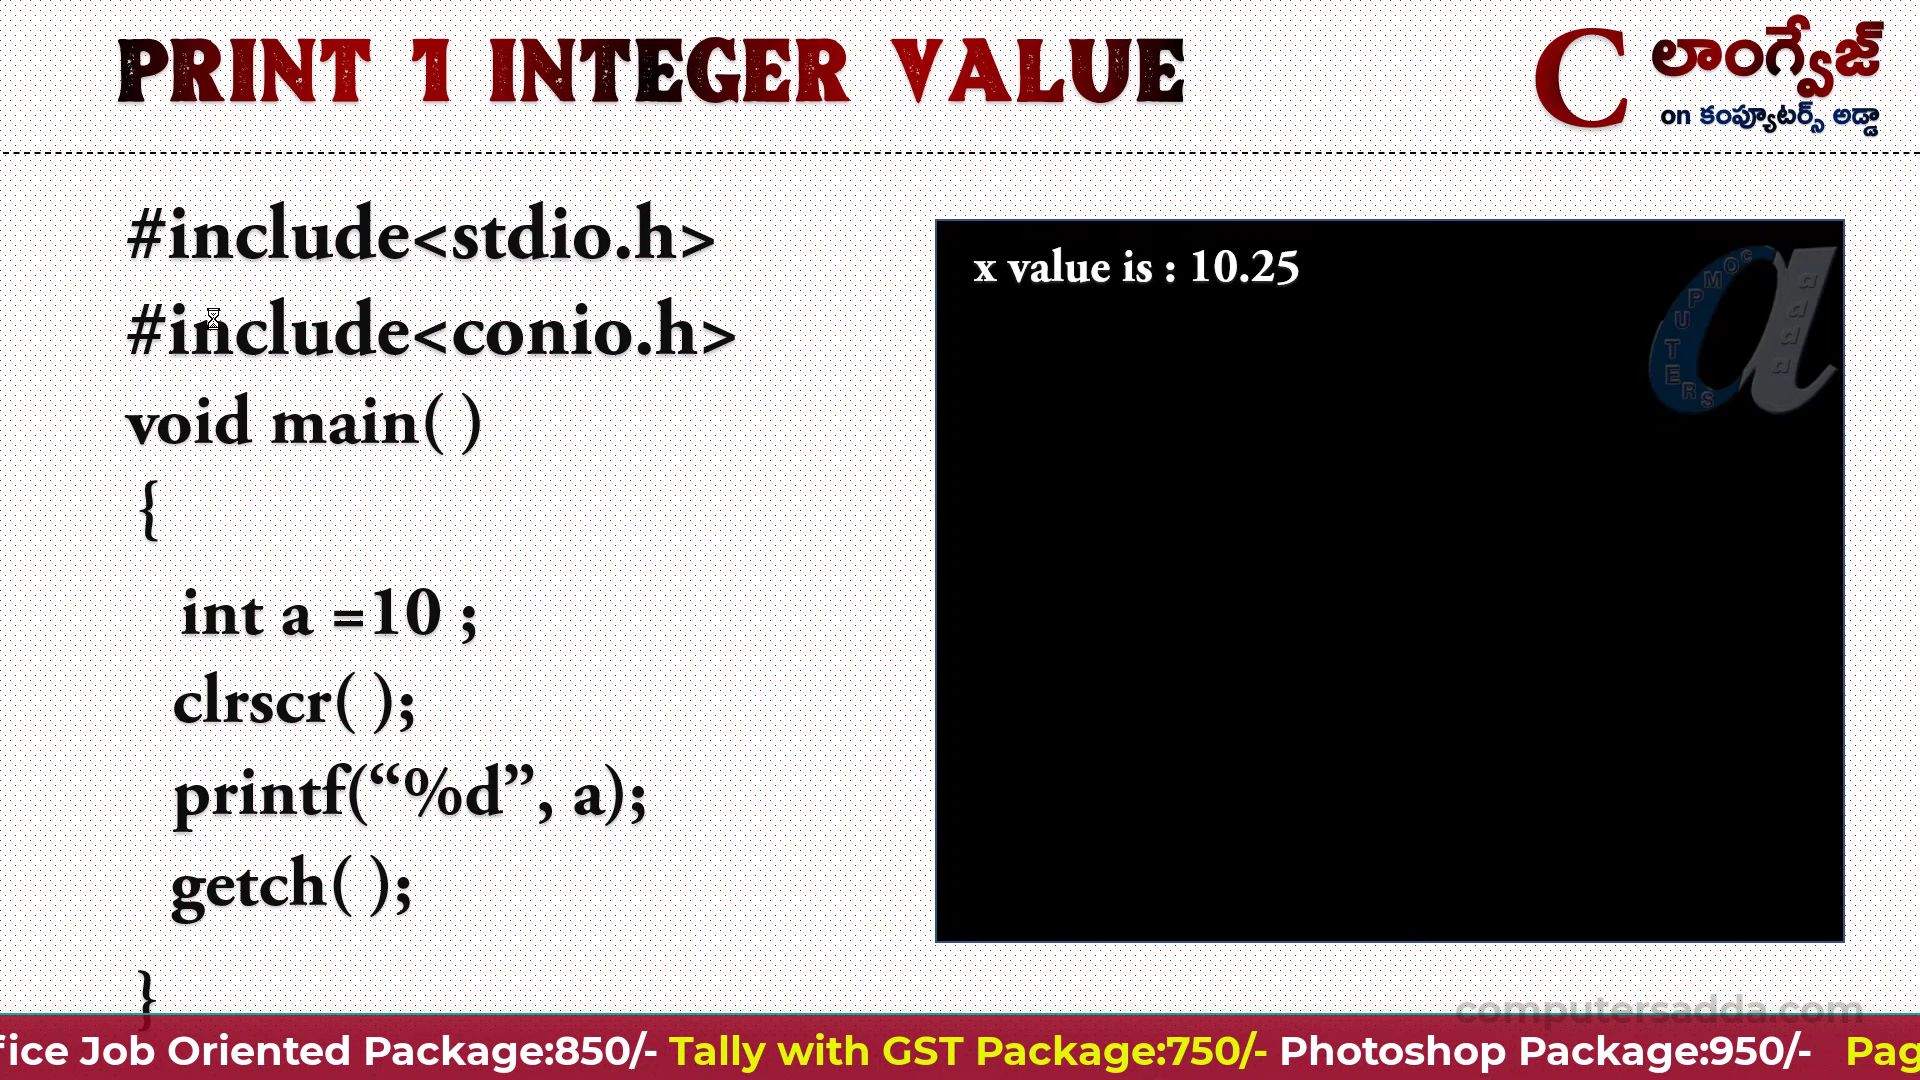 PRINT 1 INTEGER VALUE
C లాంగ్వేజ్
on కంప్యూటర్స్ అడ్డా
#include<stdio.h>
#include<conio.h>
void main( )
{
int a =10 ;
clrscr( );
printf(“%d”, a);
getch( );
}
x value is : 10.25
COMPUTERS
adda
computersadda.com
fice Job Oriented Package:850/- Tally with GST Package:750/- Photoshop Package:950/- Pag